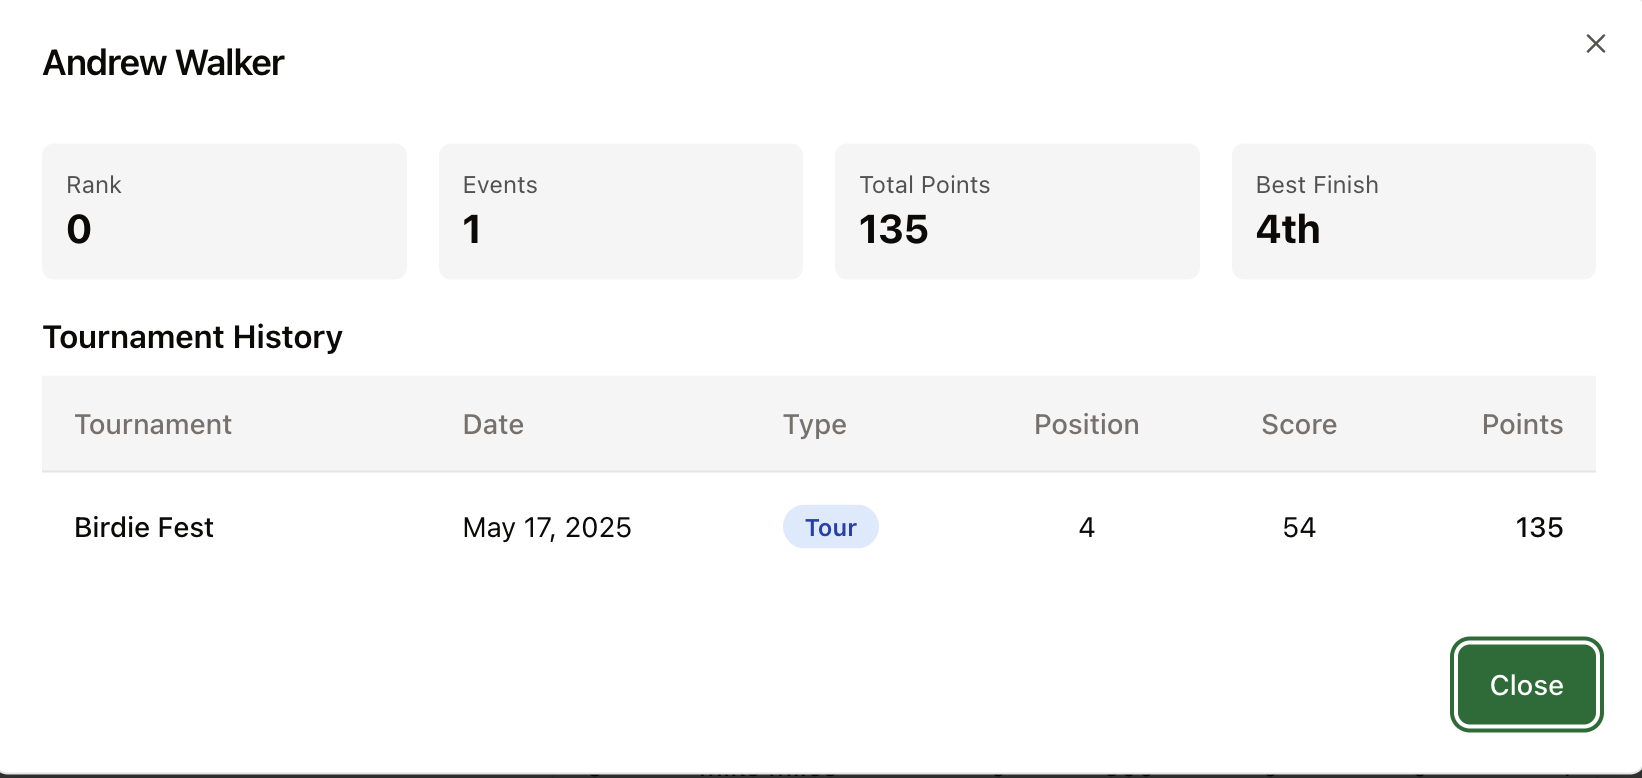 Andrew Walker
Rank
0
Events
1
Total Points
135
Best Finish
4th
Tournament History
Tournament Date Type Position Score Points
Birdie Fest May 17, 2025 Tour 4 54 135
Close